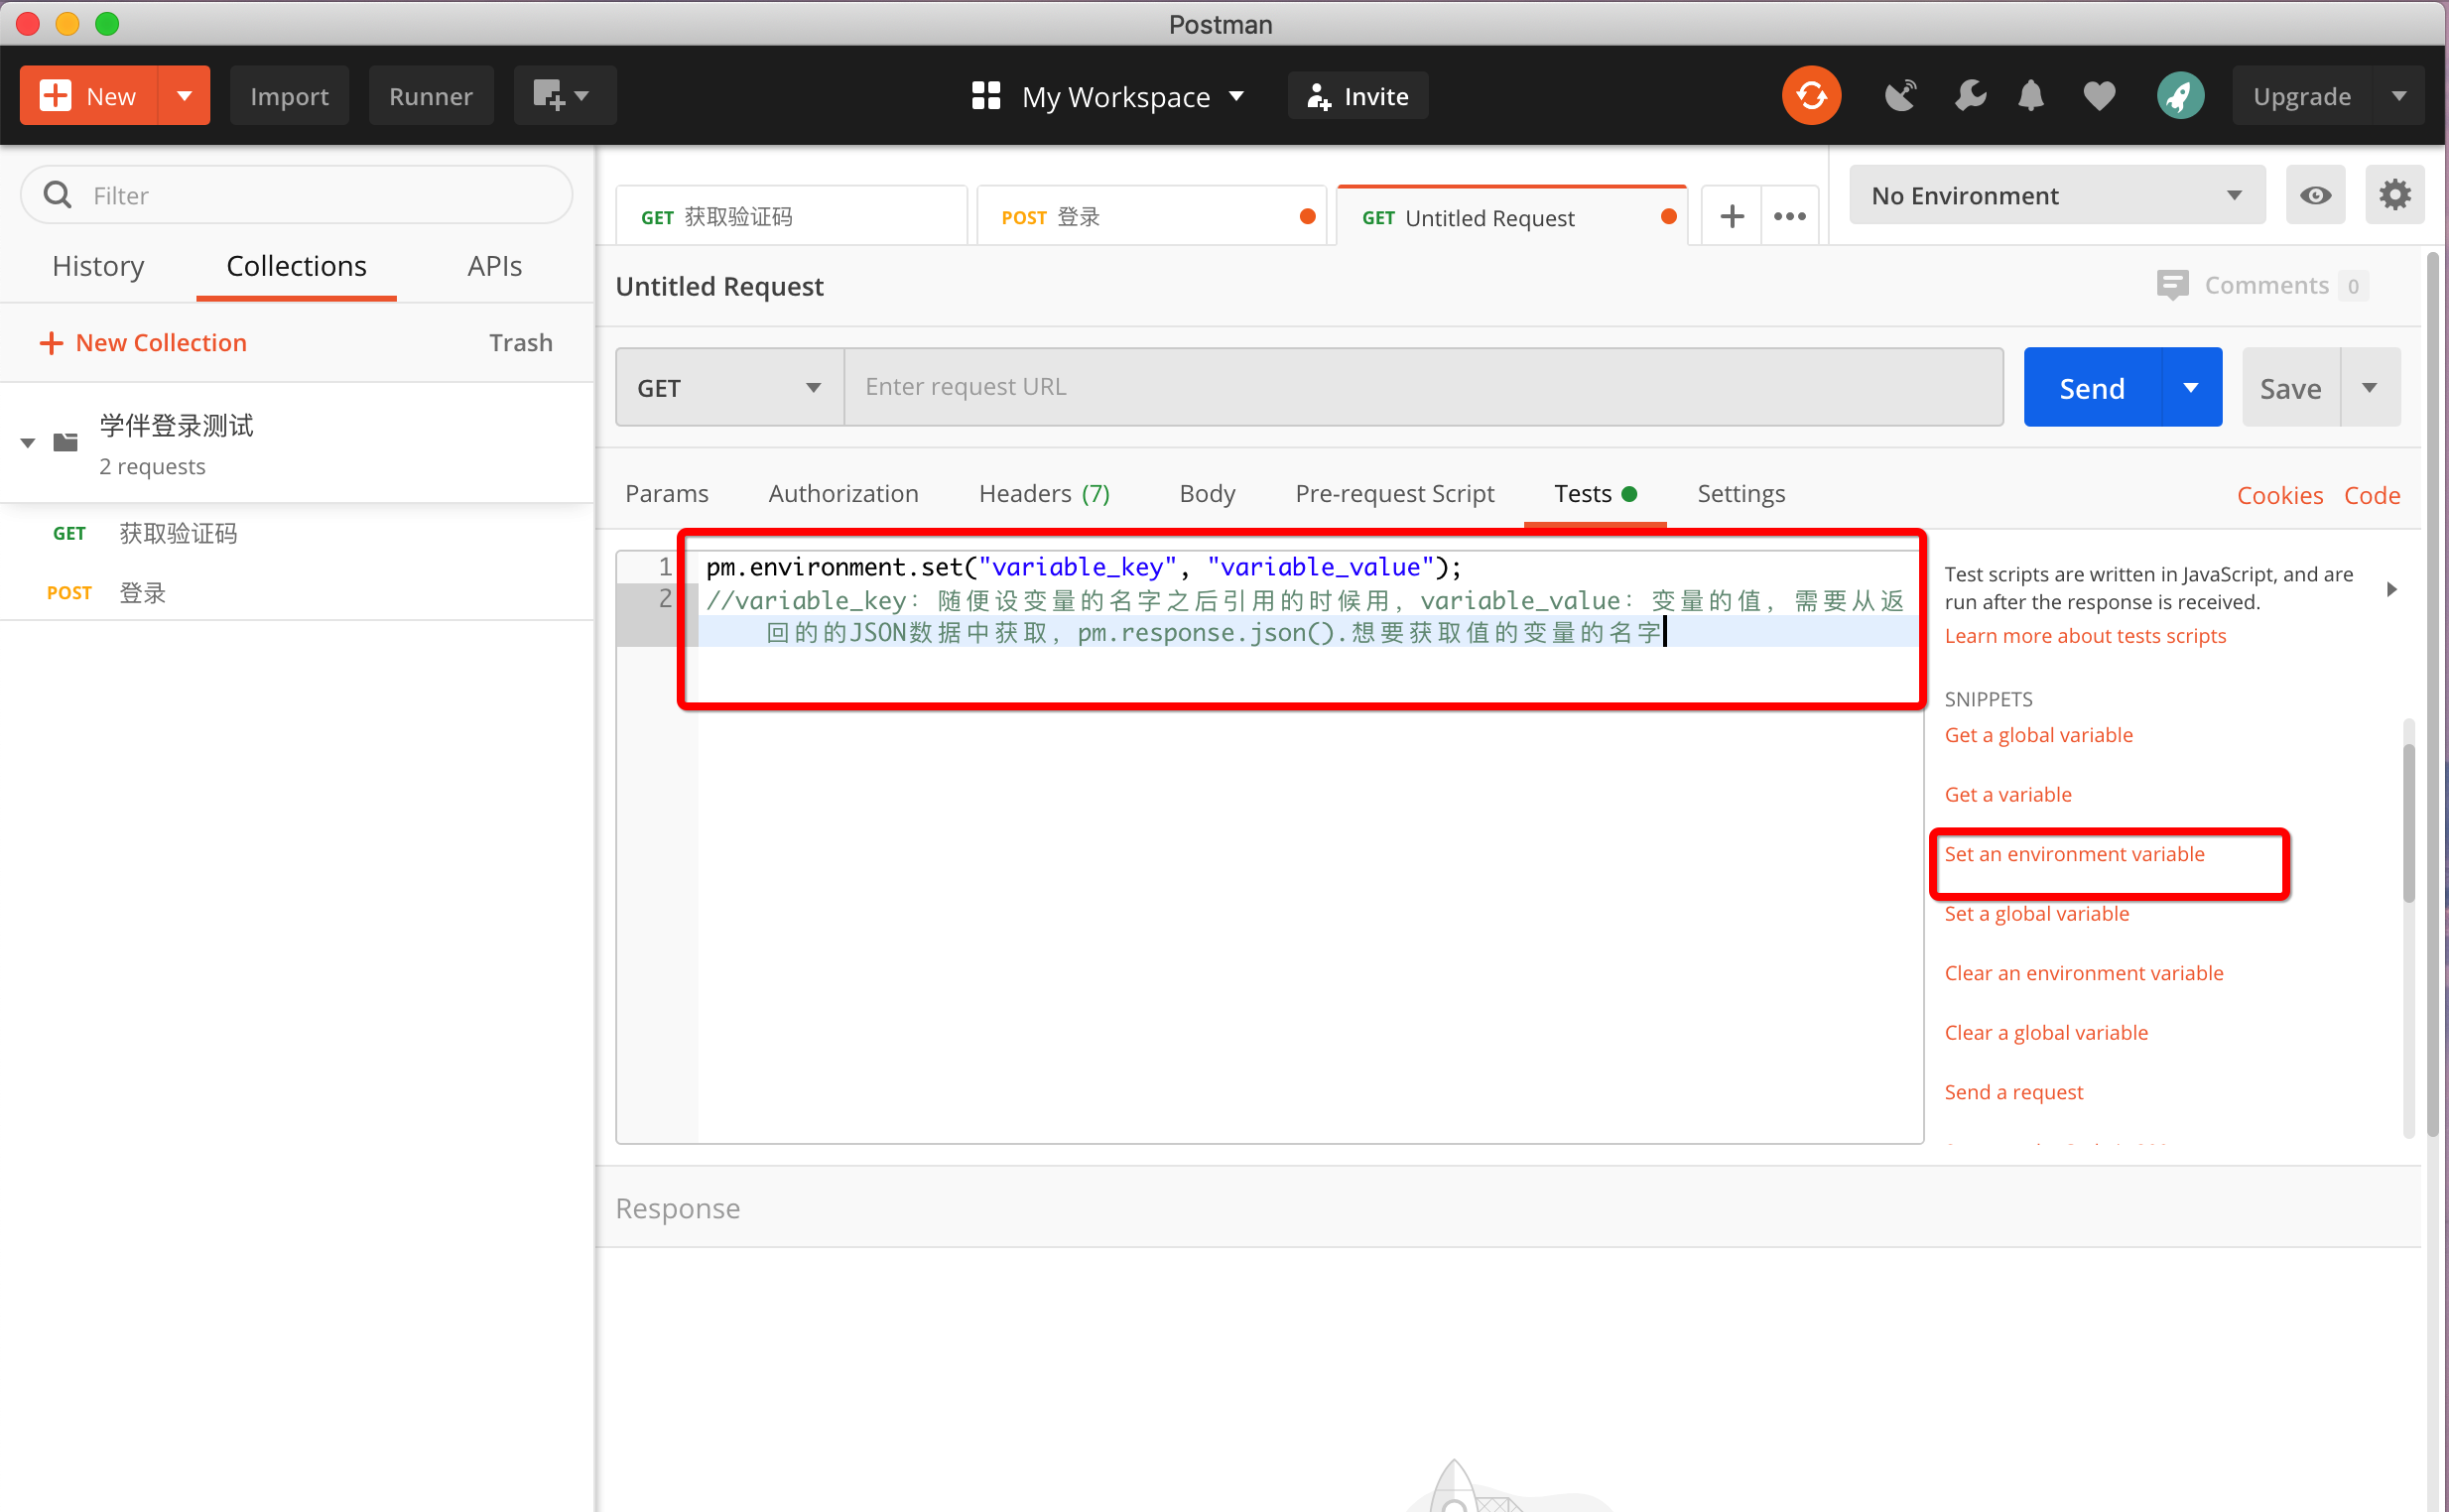 Postman
New
Import
Runner
My Workspace
Invite
Upgrade
Filter
History
Collections
APIs
New Collection
Trash
学伴登录测试
2 requests
GET 获取验证码
POST 登录
GET 获取验证码
POST 登录
GET Untitled Request
No Environment
Untitled Request
Comments 0
GET
Enter request URL
Send
Save
Params
Authorization
Headers (7)
Body
Pre-request Script
Tests
Settings
Cookies
Code
1 pm.environment.set("variable_key", "variable_value");
2 //variable_key：随便设变量的名字之后引用的时候用，variable_value：变量的值，需要从返
回的的JSON数据中获取，pm.response.json().想要获取值的变量的名字
Test scripts are written in JavaScript, and are
run after the response is received.
Learn more about tests scripts
SNIPPETS
Get a global variable
Get a variable
Set an environment variable
Set a global variable
Clear an environment variable
Clear a global variable
Send a request
Response